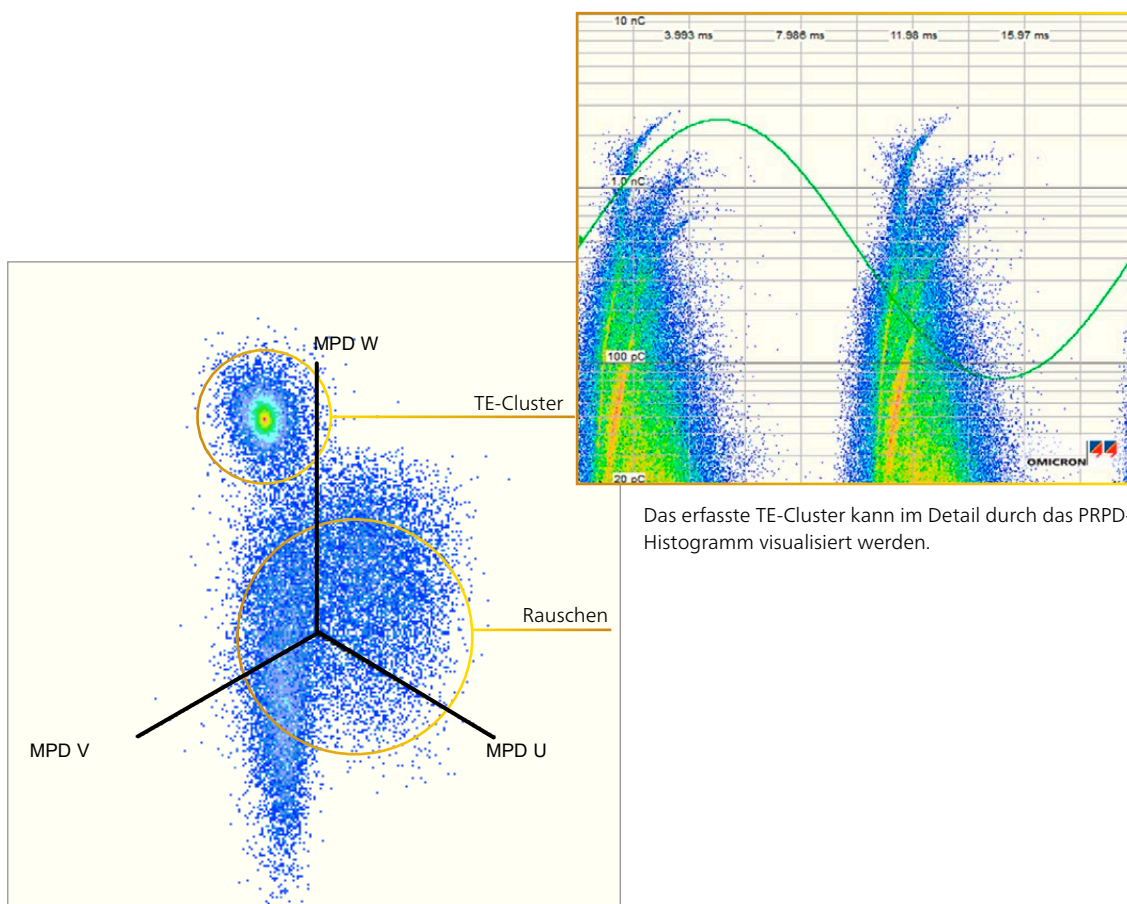 10 nC
3.993 ms 7.986 ms 11.98 ms 15.97 ms
1.0 nC
100 pC
20 pC
OMICRON
MPD W
TE-Cluster
Das erfasste TE-Cluster kann im Detail durch das PRPD-
Histogramm visualisiert werden.
Rauschen
MPD V
MPD U